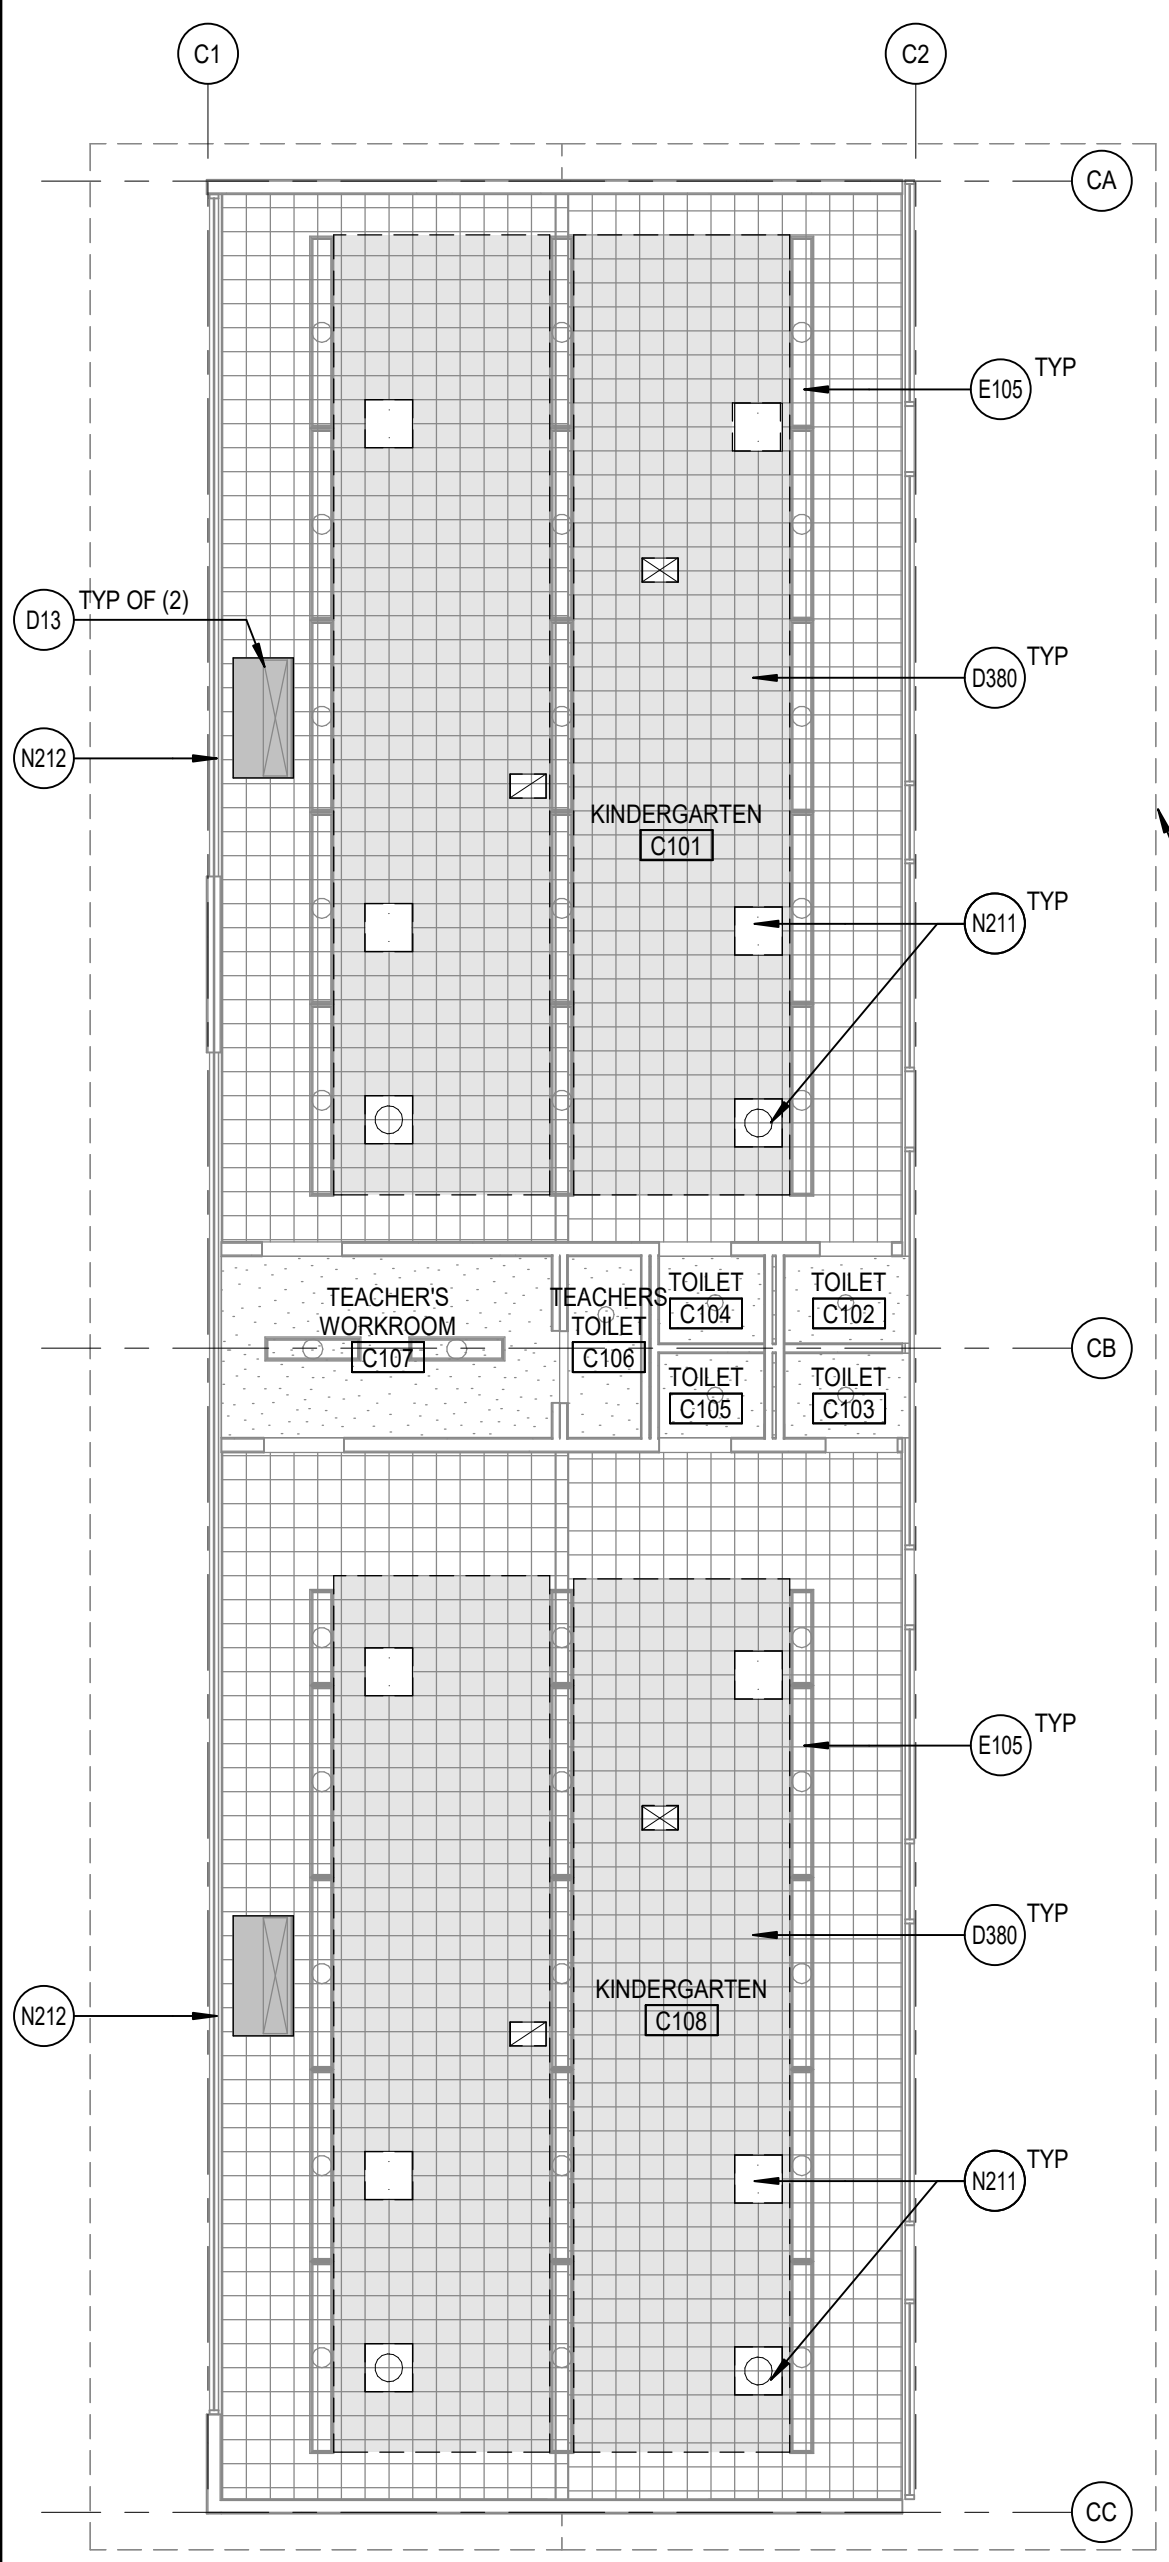 C1
C2
CA
TYP
E105
TYP OF (2)
D13
TYP
D380
N212
KINDERGARTEN
C101
TYP
N211
TEACHER'S
WORKROOM
C107
TEACHERS
TOILET
C106
TOILET
C104
TOILET
C102
CB
TOILET
C105
TOILET
C103
TYP
E105
TYP
D380
KINDERGARTEN
C108
N212
TYP
N211
CC